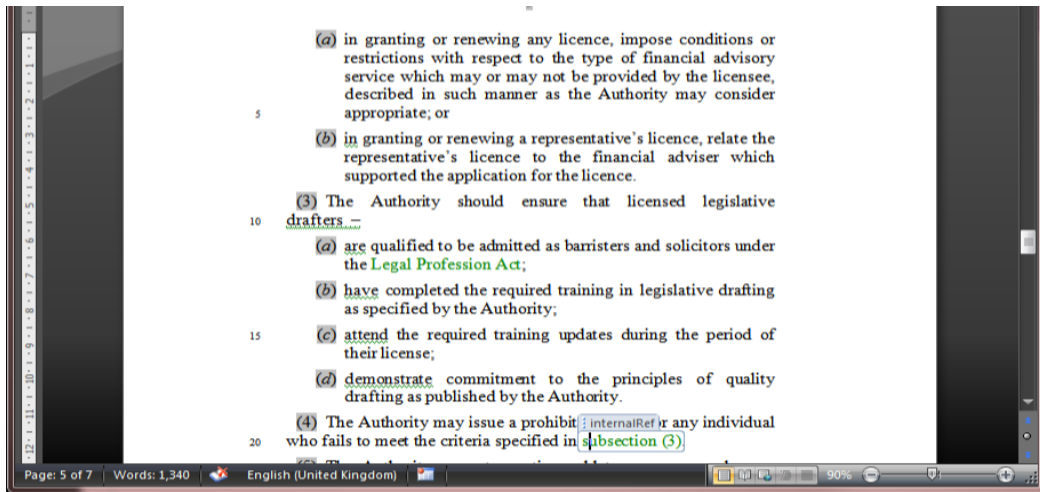 (a) in granting or renewing any licence, impose conditions or
restrictions with respect to the type of financial advisory
service which may or may not be provided by the licensee,
described in such manner as the Authority may consider
5 appropriate; or
(b) in granting or renewing a representative's licence, relate the
representative's licence to the financial adviser which
supported the application for the licence.
(3) The Authority should ensure that licensed legislative
10 drafters –
(a) are qualified to be admitted as barristers and solicitors under
the Legal Profession Act;
(b) have completed the required training in legislative drafting
as specified by the Authority;
15 (c) attend the required training updates during the period of
their license;
(d) demonstrate commitment to the principles of quality
drafting as published by the Authority.
(4) The Authority may issue a prohibit internalRef or any individual
20 who fails to meet the criteria specified in subsection (3)
Page: 5 of 7 Words: 1,340 English (United Kingdom) 90%